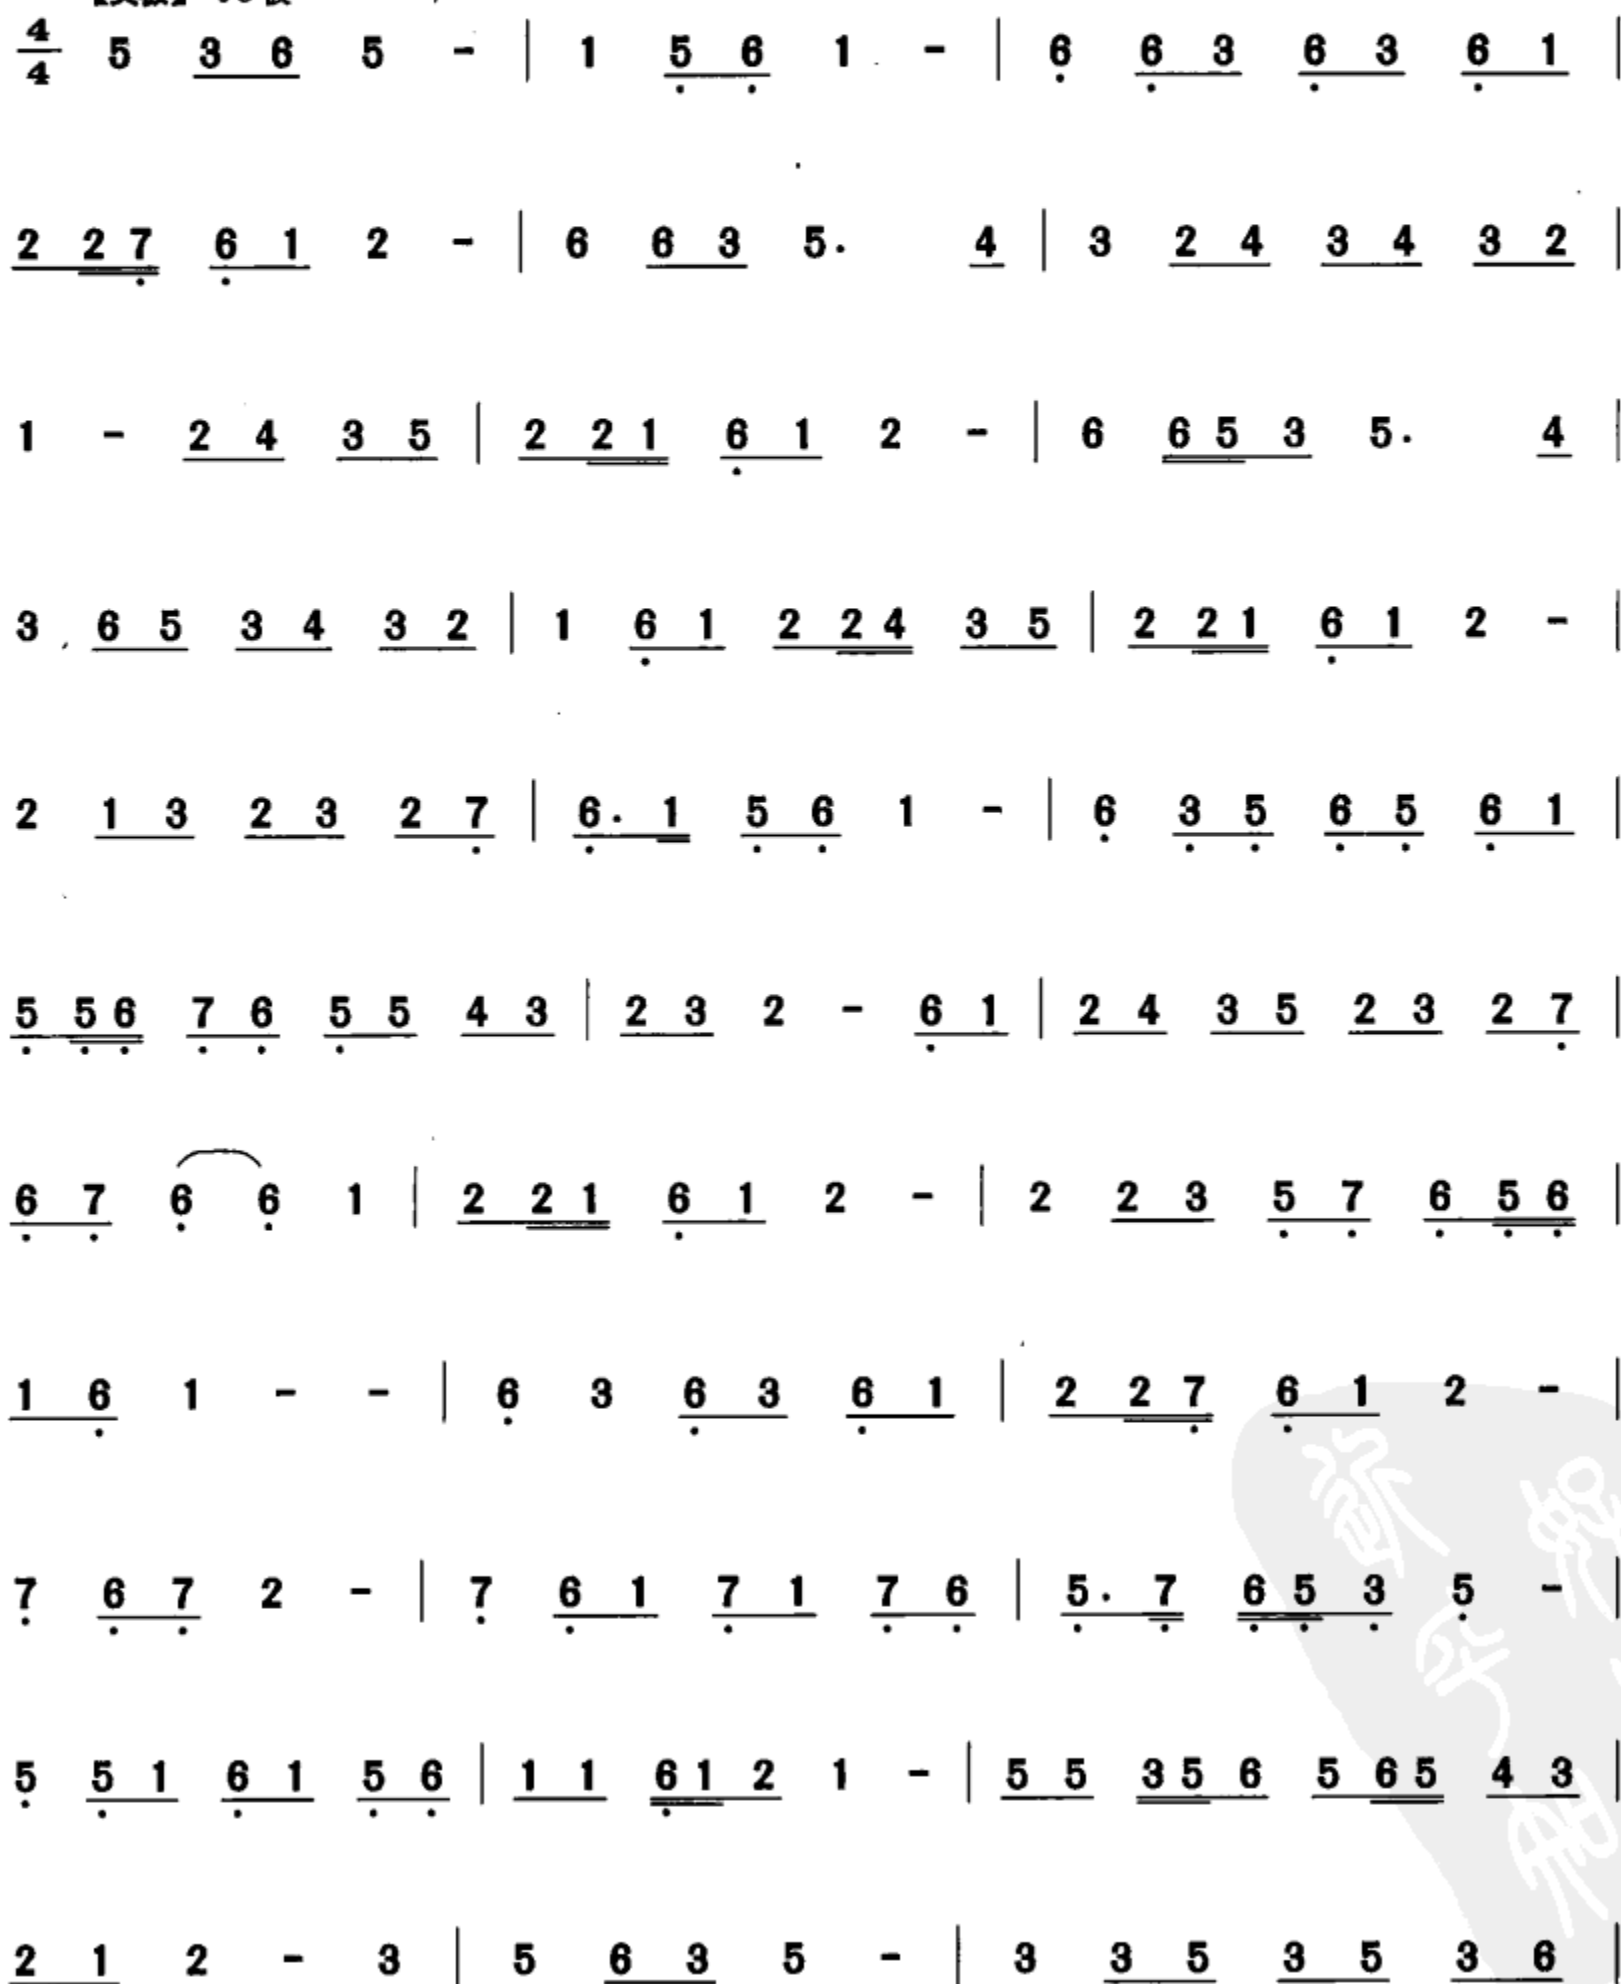 4/4 5 3 6 5 - | 1 5̣ 6̣ 1 - | 6̣ 6̣ 3 6̣ 3 6̣ 1 |
2 2 7̣ 6̣ 1 2 - | 6 6 3 5. 4 | 3 2 4 3 4 3 2 |
1 - 2 4 3 5 | 2 2 1 6̣ 1 2 - | 6 6 5 3 5. 4 |
3 6 5 3 4 3 2 | 1 6̣ 1 2 2 4 3 5 | 2 2 1 6̣ 1 2 - |
2 1 3 2 3 2 7̣ | 6̣. 1 5̣ 6̣ 1 - | 6̣ 3̣ 5̣ 6̣ 5̣ 6̣ 1 |
5̣ 5̣ 6̣ 7̣ 6̣ 5̣ 5 4 3 | 2 3 2 - 6̣ 1 | 2 4 3 5 2 3 2 7̣ |
6̣ 7̣ 6̣ 6̣ 1 | 2 2 1 6̣ 1 2 - | 2 2 3 5̣ 7̣ 6̣ 5̣ 6̣ |
1 6̣ 1 - - | 6̣ 3 6̣ 3 6̣ 1 | 2 2 7̣ 6̣ 1 2 - |
7̣ 6̣ 7̣ 2 - | 7̣ 6̣ 1 7̣ 1 7̣ 6̣ | 5̣. 7̣ 6̣ 5̣ 3̣ 5̣ - |
5̣ 5̣ 1 6̣ 1 5̣ 6̣ | 1 1 6̣ 1 2 1 - | 5 5 3 5 6 5 6 5 4 3 |
2 1 2 - 3 | 5 6 3 5 - | 3 3 5 3 5 3 6 |